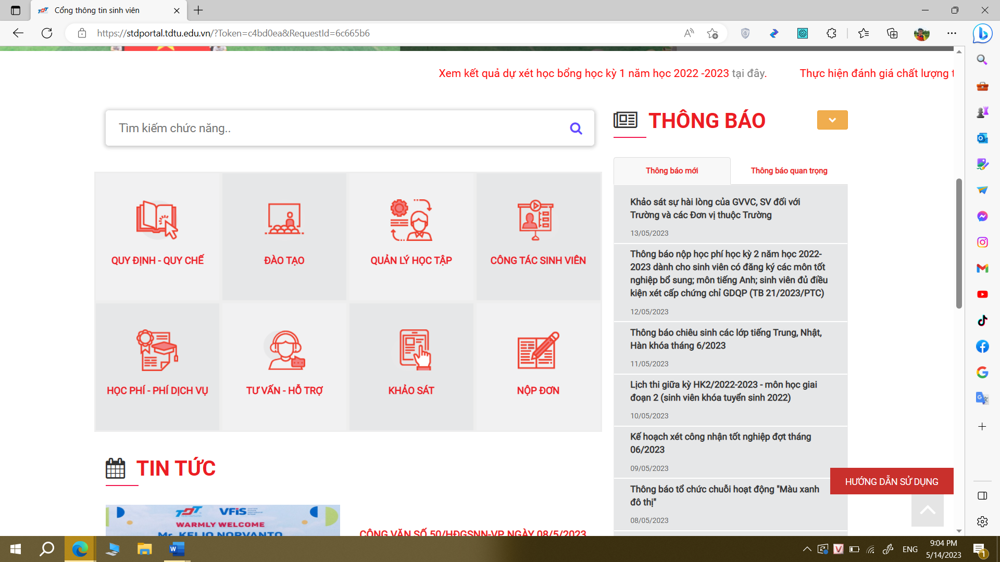 Cổng thông tin sinh viên
https://stdportal.tdtu.edu.vn/?Token=c4bd0ea&RequestId=6c665b6
Xem kết quả dự xét học bổng học kỳ 1 năm học 2022 -2023 tại đây.
Thực hiện đánh giá chất lượng t
Tìm kiếm chức năng..
QUY ĐỊNH - QUY CHẾ
ĐÀO TẠO
QUẢN LÝ HỌC TẬP
CÔNG TÁC SINH VIÊN
HỌC PHÍ - PHÍ DỊCH VỤ
TƯ VẤN - HỖ TRỢ
KHẢO SÁT
NỘP ĐƠN
THÔNG BÁO
Thông báo mới
Thông báo quan trọng
Khảo sát sự hài lòng của GVVC, SV đối với
Trường và các Đơn vị thuộc Trường
13/05/2023
Thông báo nộp học phí học kỳ 2 năm học 2022-
2023 dành cho sinh viên có đăng ký các môn tốt
nghiệp bổ sung; môn tiếng Anh; sinh viên đủ điều
kiện xét cấp chứng chỉ GDQP (TB 21/2023/PTC)
12/05/2023
Thông báo chiêu sinh các lớp tiếng Trung, Nhật,
Hàn khóa tháng 6/2023
11/05/2023
Lịch thi giữa kỳ HK2/2022-2023 - môn học giai
đoạn 2 (sinh viên khóa tuyển sinh 2022)
10/05/2023
Kế hoạch xét công nhận tốt nghiệp đợt tháng
06/2023
09/05/2023
Thông báo tổ chức chuỗi hoạt động "Màu xanh
đô thị"
08/05/2023
HƯỚNG DẪN SỬ DỤNG
TIN TỨC
TDT VFIS
WARMLY WELCOME
Mr. KELIO NORVANTO
CÔNG VĂN SỐ 50/HĐGSNN-VP NGÀY 08/5/2023
ENG
9:04 PM
5/14/2023
1